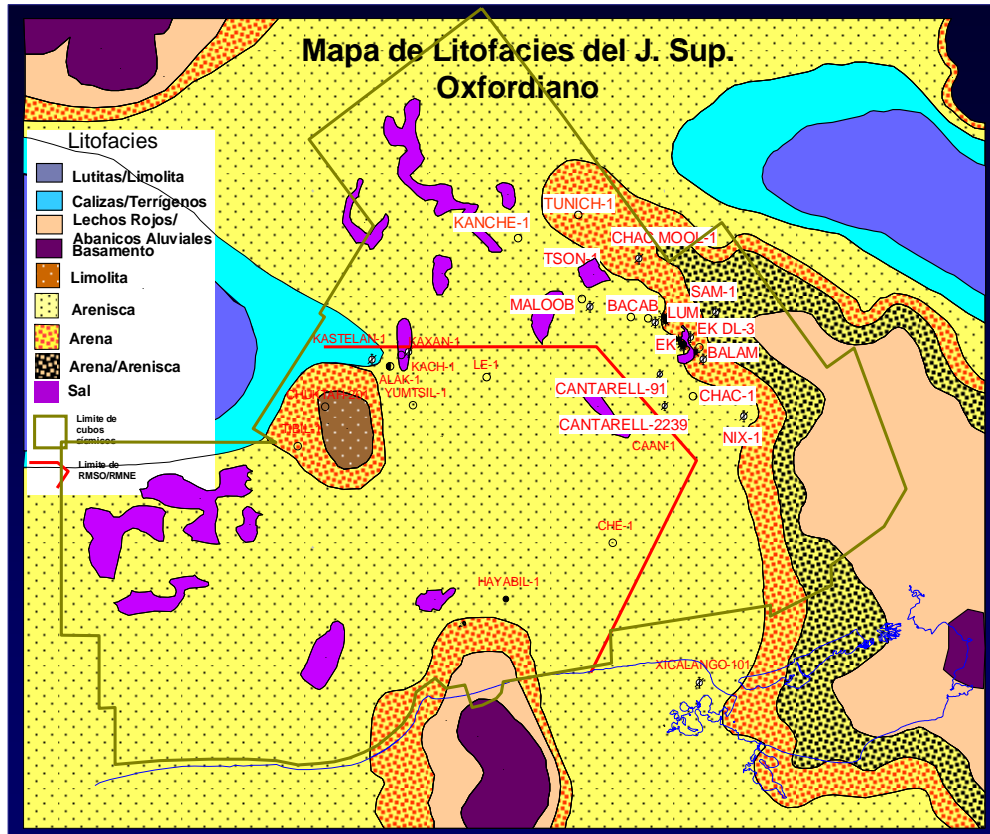 Mapa de Litofacies del J. Sup.
Oxfordiano
Litofacies
Lutitas/Limolita
Calizas/Terrígenos
Lechos Rojos/
Abanicos Aluviales
Basamento
Limolita
Arenisca
Arena
Arena/Arenisca
Sal
Limite de
cubos
sísmicos
Limite de
RMSO/RMNE
TUNICH-1
KANCHE-1
CHAC MOOL-1
TSON-1
SAM-1
MALOOB
BACAB
LUM
EK DL-3
EK
BALAM
KASTELAN-1
KAXAN-1
KACH-1
ALAK-1
LE-1
YUMTSIL-1
CANTARELL-91
CHAC-1
CANTARELL-2239
NIX-1
CAAN-1
CHE-1
HAYABIL-1
XICALANGO-101